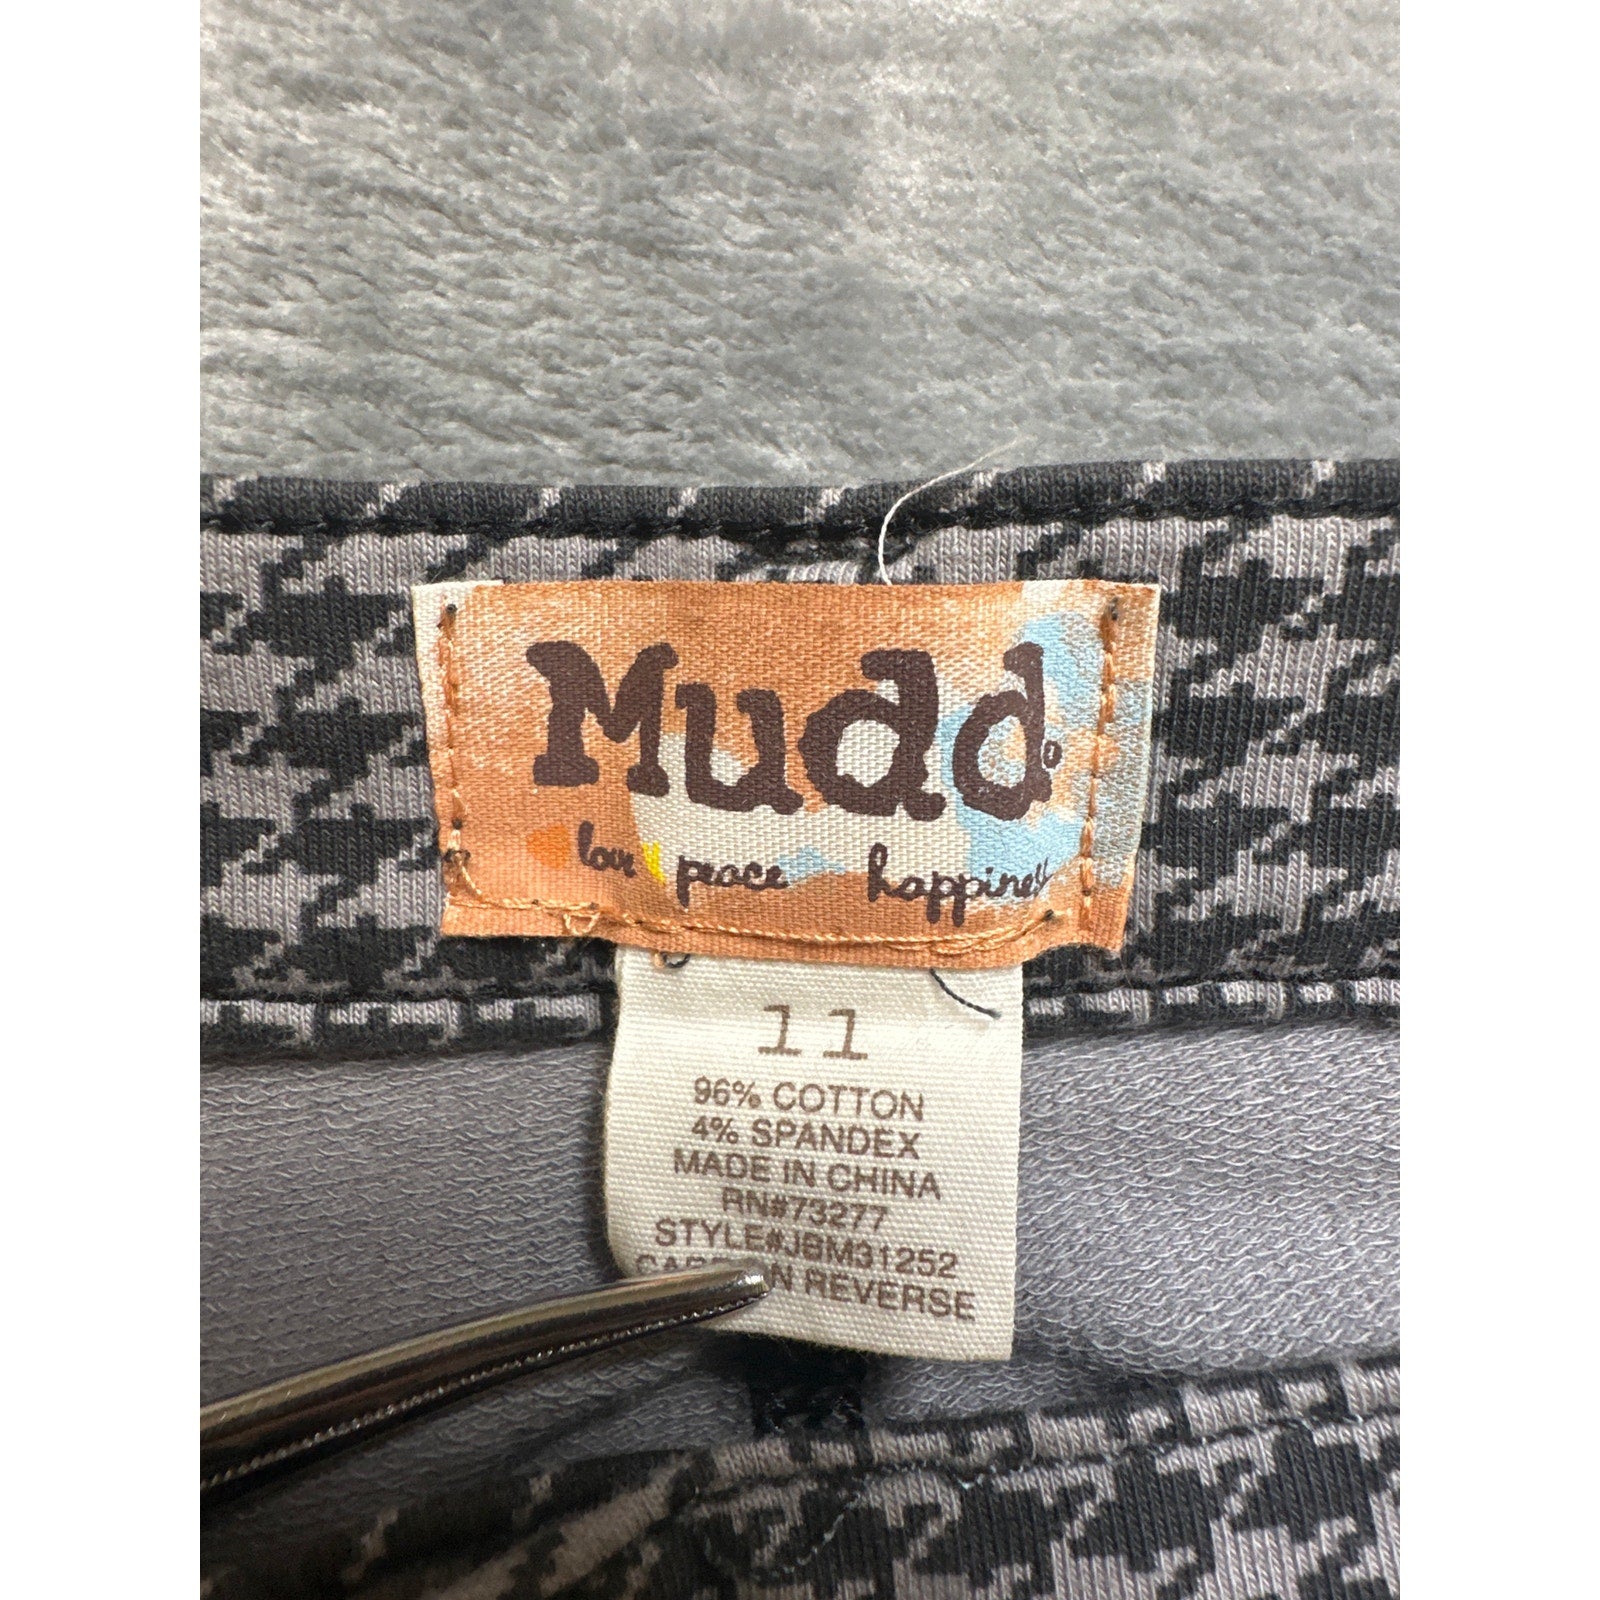 Mudd
love peace happiness
11
96% COTTON
4% SPANDEX
MADE IN CHINA
RN#73277
STYLE#JBM31252
REVERSE